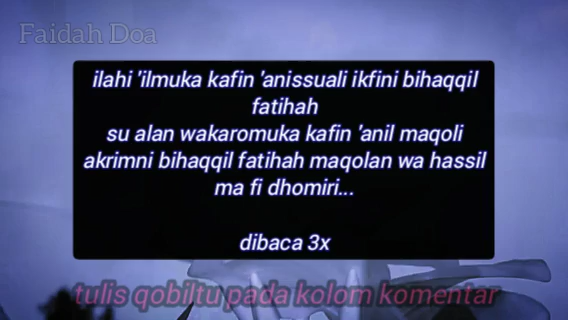 Faidah Doa
ilahi 'ilmuka kafin 'anissuali ikfini bihaqqil
fatihah
su alan wakaromuka kafin 'anil maqoli
akrimni bihaqqil fatihah maqolan wa hassil
ma fi dhomiri...
dibaca 3x
tulis qobiltu pada kolom komentar